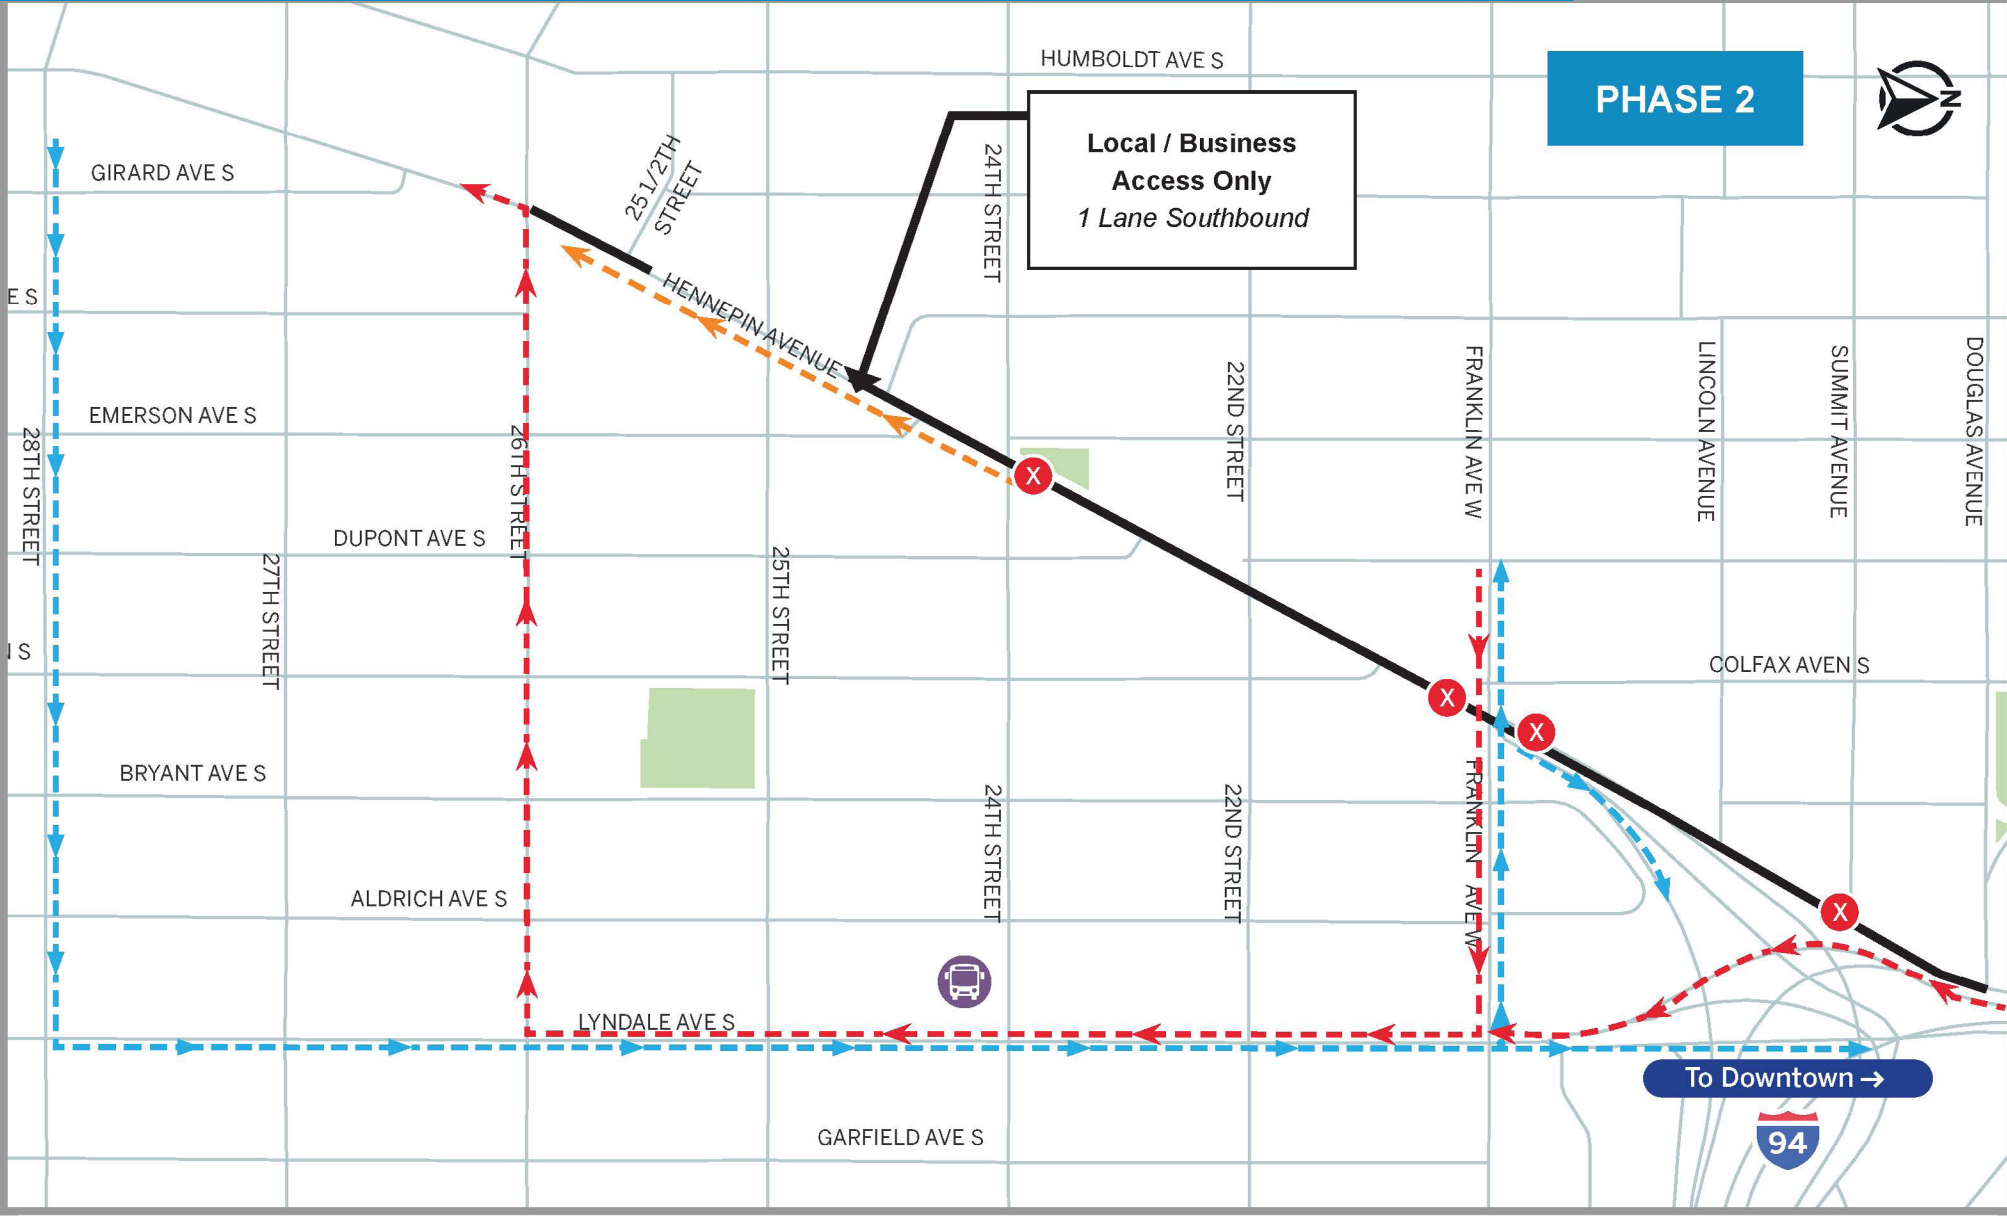 HUMBOLDT AVE S
PHASE 2
N
Local / Business
Access Only
1 Lane Southbound
GIRARD AVE S
25 1/2TH
STREET
24TH STREET
HENNEPIN AVENUE
E S
EMERSON AVE S
28TH STREET
26TH STREET
22ND STREET
FRANKLIN AVE W
LINCOLN AVENUE
SUMMIT AVENUE
DOUGLAS AVENUE
X
DUPONT AVE S
27TH STREET
25TH STREET
S
COLFAX AVEN S
X
X
BRYANT AVE S
24TH STREET
22ND STREET
FRANKLIN AVE W
ALDRICH AVE S
X
LYNDALE AVE S
To Downtown →
GARFIELD AVE S
94